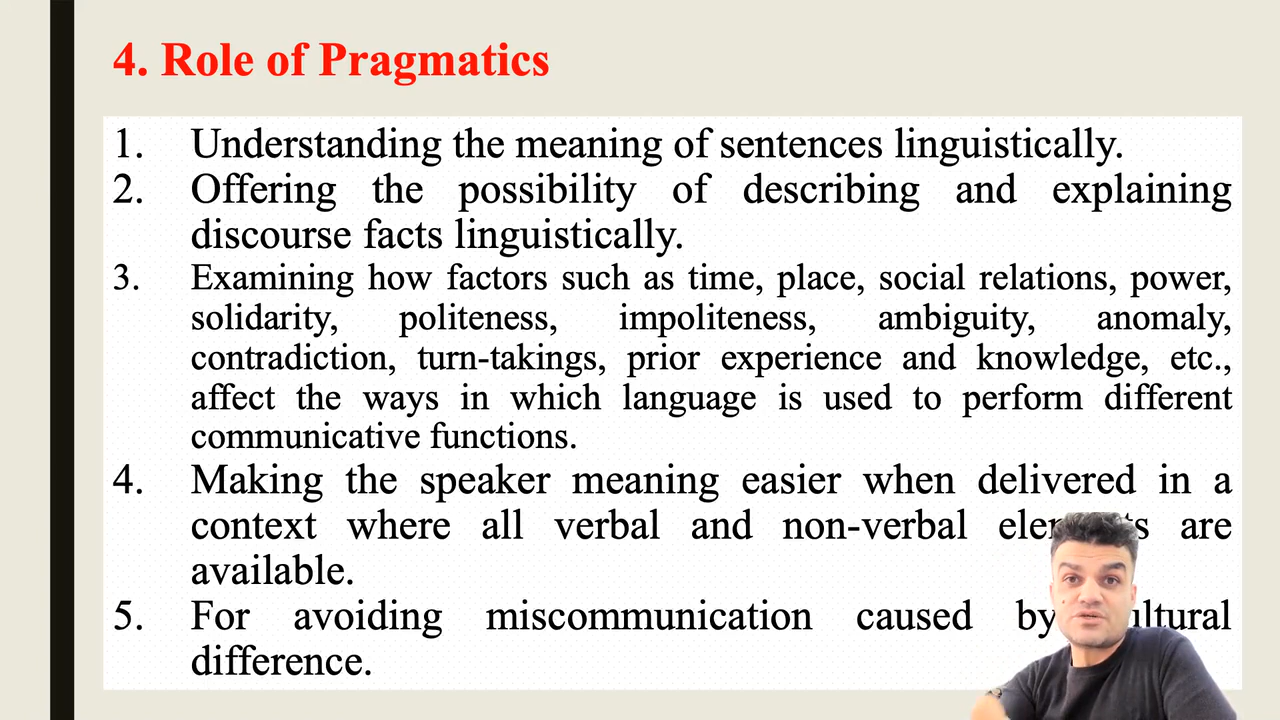 4. Role of Pragmatics
1. Understanding the meaning of sentences linguistically.
2. Offering the possibility of describing and explaining
discourse facts linguistically.
3. Examining how factors such as time, place, social relations, power,
solidarity, politeness, impoliteness, ambiguity, anomaly,
contradiction, turn-takings, prior experience and knowledge, etc.,
affect the ways in which language is used to perform different
communicative functions.
4. Making the speaker meaning easier when delivered in a
context where all verbal and non-verbal are
available.
5. For avoiding miscommunication caused by
difference.